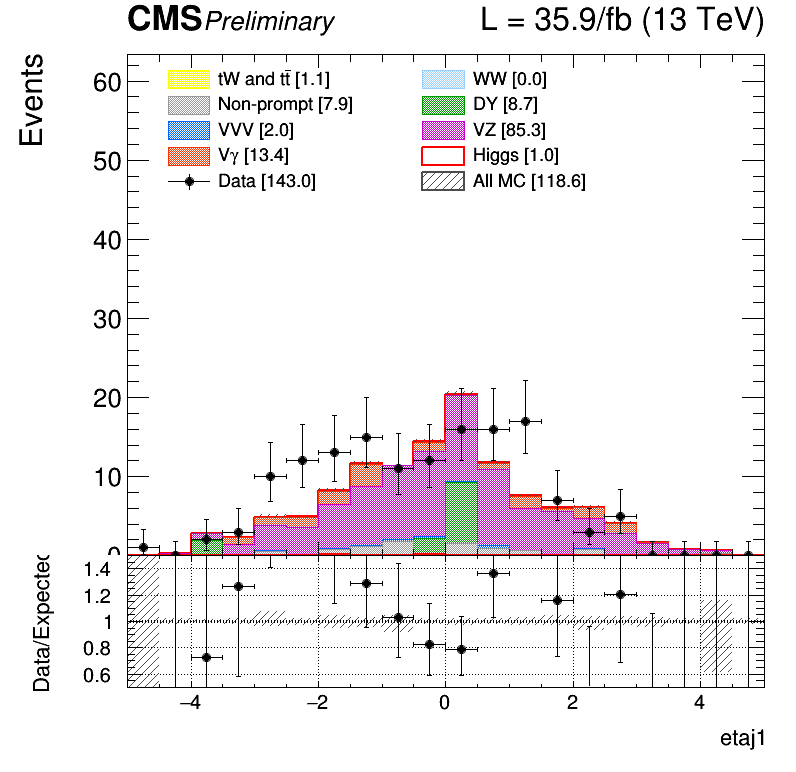 CMS Preliminary L = 35.9/fb (13 TeV)
Events
60
50
40
30
20
10
0
tW and tt̄ [1.1]
Non-prompt [7.9]
VVV [2.0]
Vγ [13.4]
Data [143.0]
WW [0.0]
DY [8.7]
VZ [85.3]
Higgs [1.0]
All MC [118.6]
Data/Expected
1.4
1.2
1
0.8
0.6
−4 −2 0 2 4
etaj1